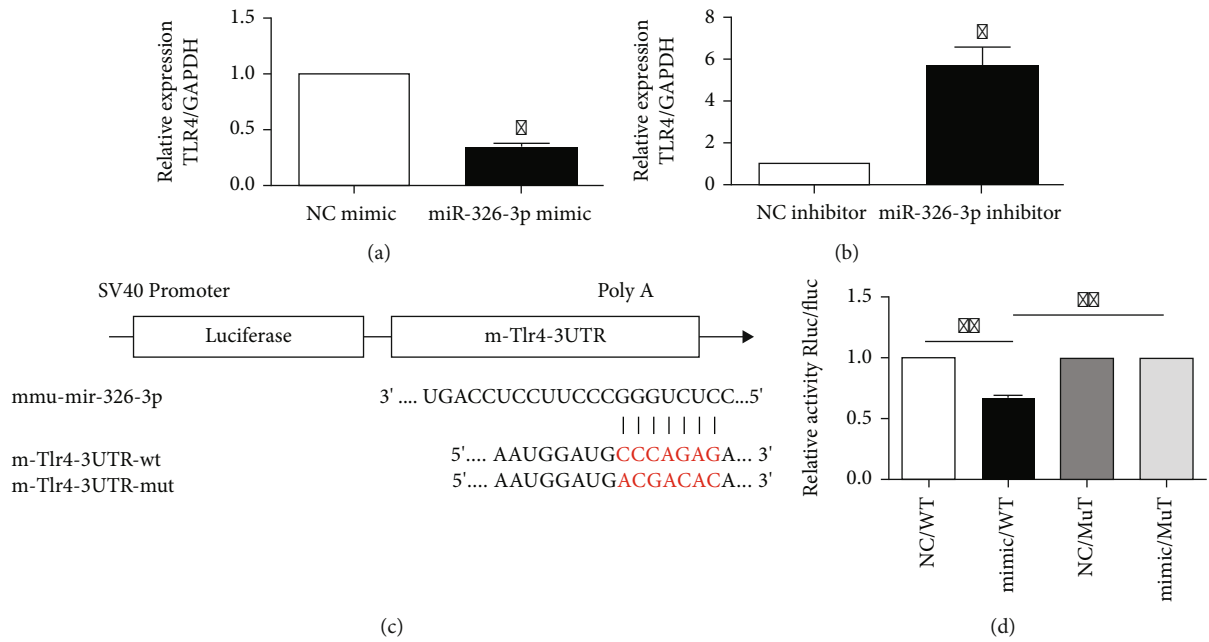 Relative expression
TLR4/GAPDH
1.5
1.0
0.5
0.0
NC mimic
miR-326-3p mimic
(a)
Relative expression
TLR4/GAPDH
8
6
4
2
0
NC inhibitor
miR-326-3p inhibitor
(b)
SV40 Promoter
Poly A
Luciferase
m-Tlr4-3UTR
mmu-mir-326-3p
3' .... UGACCUCCUUCCCGGGUCUCC...5'
m-Tlr4-3UTR-wt
5'.... AAUGGAUGCCCAGAGA... 3'
m-Tlr4-3UTR-mut
5'.... AAUGGAUGACGACACA... 3'
(c)
Relative activity Rluc/fluc
1.5
1.0
0.5
0.0
NC/WT
mimic/WT
NC/MuT
mimic/MuT
(d)